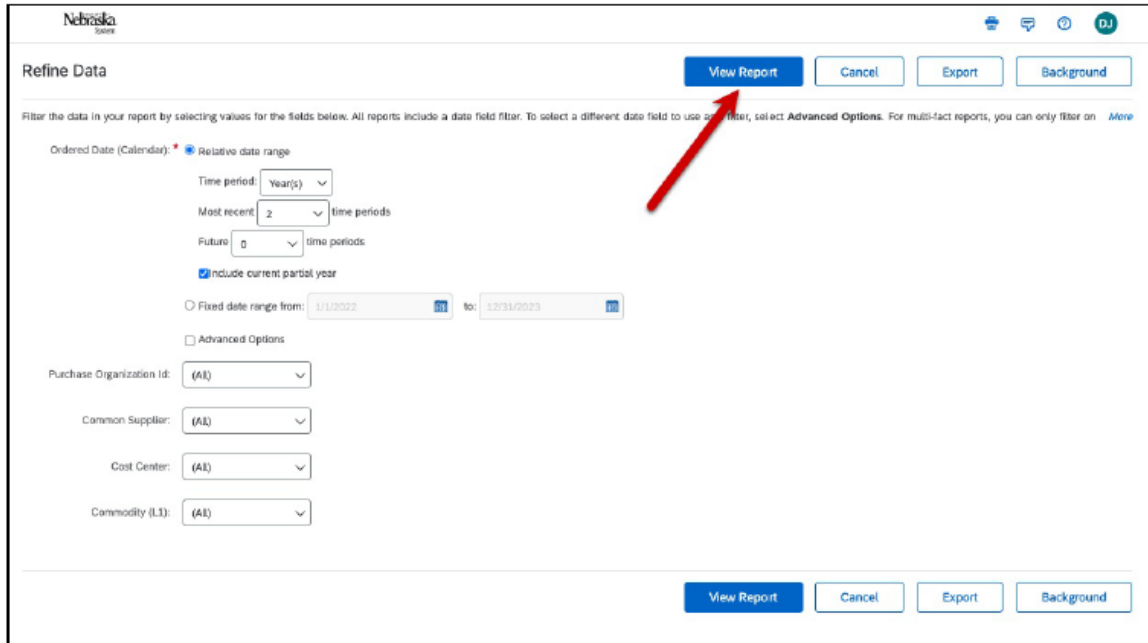 Nebraska
System
DJ
Refine Data
View Report
Cancel
Export
Background
Filter the data in your report by selecting values for the fields below. All reports include a date field filter. To select a different date field to use as a filter, select Advanced Options. For multi-fact reports, you can only filter on More
Ordered Date (Calendar): * Relative date range
Time period: Year(s)
Most recent 2 time periods
Future 0 time periods
Include current partial year
Fixed date range from: 1/1/2022 to: 12/31/2023
Advanced Options
Purchase Organization Id: (All)
Common Supplier: (All)
Cost Center: (All)
Commodity (L1): (All)
View Report
Cancel
Export
Background